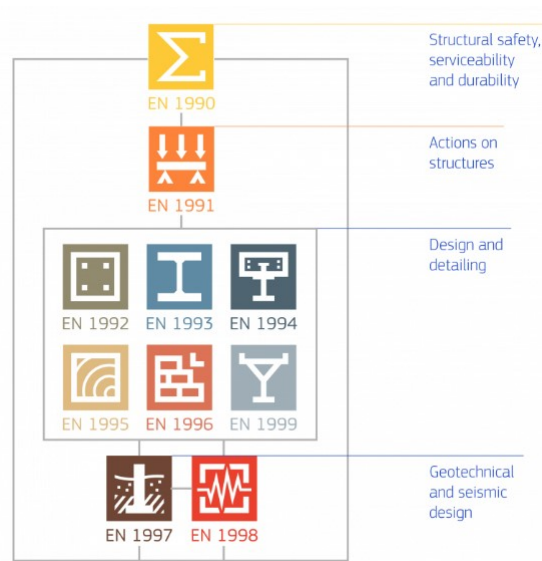 Structural safety,
serviceability
and durability
EN 1990
Actions on
structures
EN 1991
Design and
detailing
EN 1992 EN 1993 EN 1994
EN 1995 EN 1996 EN 1999
Geotechnical
and seismic
design
EN 1997 EN 1998